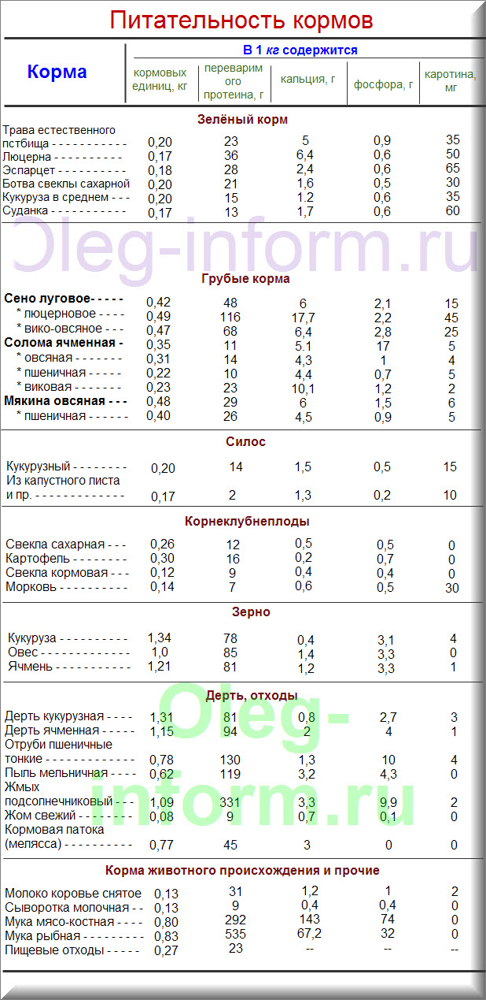 Питательность кормов
Корма
В 1 кг содержится
кормовых единиц, кг
переварим ого протеина, г
кальция, г
фосфора, г
каротина, мг
Зелёный корм
Трава естественного
пстбища - - - - - - - - - - - 0,20 23 5 0,9 35
Люцерна - - - - - - - - - - 0,17 36 6,4 0,6 50
Эспарцет - - - - - - - - - - 0,18 28 2,4 0,6 65
Ботва свеклы сахарной 0,20 21 1,6 0,5 30
Кукуруза в среднем - - - 0,20 15 1.2 0,6 35
Суданка - - - - - - - - - - - 0,17 13 1,7 0,6 60
Oleg-inform.ru
Грубые корма
Сено луговое- - - - - 0,42 48 6 2,1 15
* люцерновое - - - - 0,49 116 17,7 2,2 45
* вико-овсяное - - - 0,47 68 6,4 2,8 25
Солома ячменная - 0,35 11 5.1 17 5
* овсяная - - - - - - - 0,31 14 4,3 1 4
* пшеничная - - - - - 0,22 10 4,4 0,7 5
* виковая - - - - - - - 0,23 23 10,1 1,2 2
Мякина овсяная - - - 0,48 29 6 1,5 6
* пшеничная - - - - - - 0,40 26 4,5 0,9 5
Силос
Кукурузный - - - - - - - - 0,20 14 1,5 0,5 15
Из капустного листа
и пр. - - - - - - - - - - - - - 0,17 2 1,3 0,2 10
Корнеклубнеплоды
Свекла сахарная - - - 0,26 12 0,5 0,5 0
Картофель - - - - - - - - 0,30 16 0,2 0,7 0
Свекла кормовая - - - 0,12 9 0,4 0,4 0
Морковь - - - - - - - - - - 0,14 7 0,6 0,5 30
Зерно
Кукуруза - - - - - - - - - - 1,34 78 0,4 3,1 4
Овес - - - - - - - - - - - - - 1,0 85 1,4 3,3 0
Ячмень - - - - - - - - - - - 1,21 81 1,2 3,3 1
Дерть, отходы
Дерть кукурузная - - - - 1,31 81 0,8 2,7 3
Дерть ячменная - - - - - 1,15 94 2 4 1
Отруби пшеничные
тонкие - - - - - - - - - - - - - 0,78 130 1,3 10 4
Пыль мельничная - - - - 0,62 119 3,2 4,3 0
Жмых
подсолнечниковый - - - 1,09 331 3,3 9,9 2
Жом свежий - - - - - - - - 0,08 9 0,7 0,1 0
Кормовая патока
(мелясса) - - - - - - - - - - 0,77 45 3 0 0
Oleg-
inform.ru
Корма животного происхождения и прочие
Молоко коровье снятое 0,13 31 1,2 1 2
Сыворотка молочная - - 0,13 9 0,4 0,4 0
Мука мясо-костная - - - - 0,80 292 143 74 0
Мука рыбная - - - - - - - - - 0,83 535 67,2 32 0
Пищевые отходы - - - - - 0,27 23 -- -- --